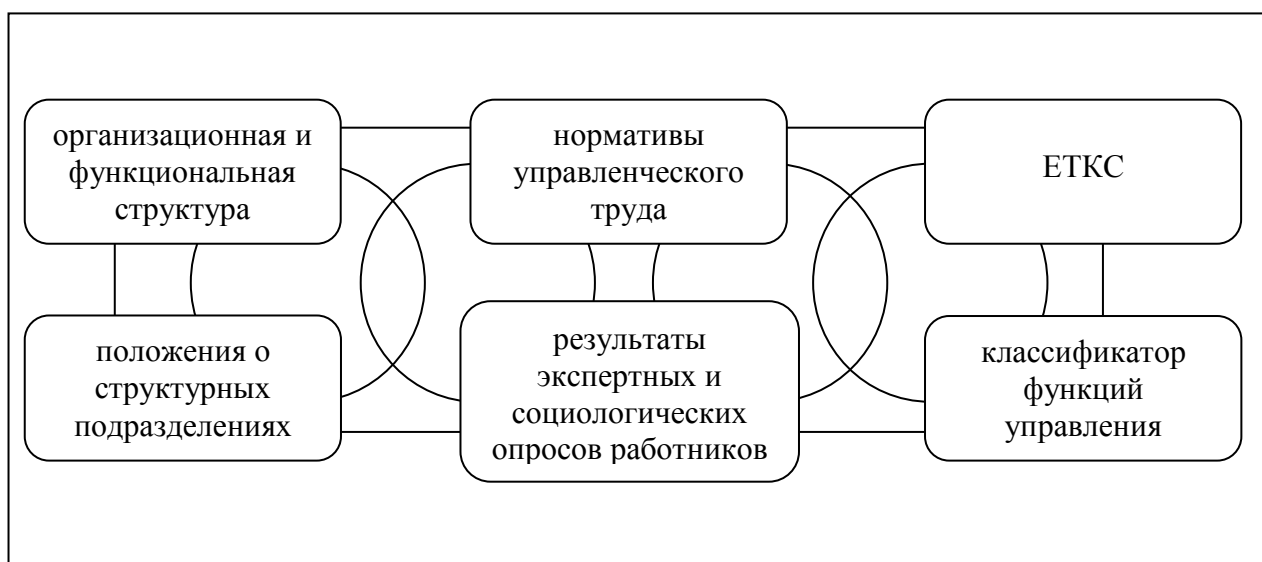 организационная и
функциональная
структура
нормативы
управленческого
труда
ЕТКС
положения о
структурных
подразделениях
результаты
экспертных и
социологических
опросов работников
классификатор
функций
управления